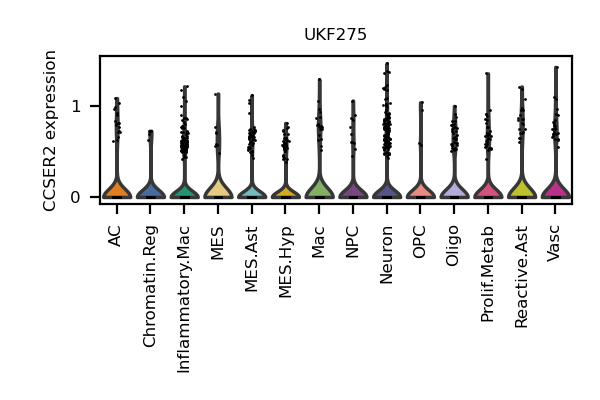 UKF275
CCSER2 expression
1
0
AC
Chromatin.Reg
Inflammatory.Mac
MES
MES.Ast
MES.Hyp
Mac
NPC
Neuron
OPC
Oligo
Prolif.Metab
Reactive.Ast
Vasc